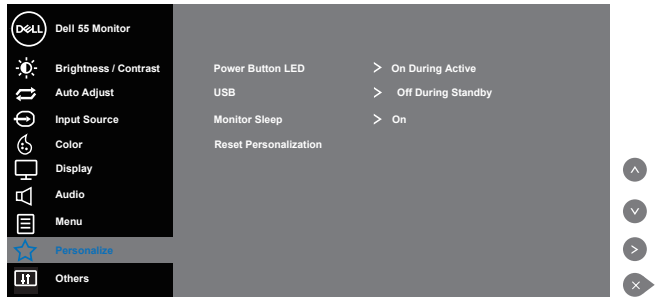 DELL Dell 55 Monitor
Brightness / Contrast Power Button LED > On During Active
Auto Adjust USB > Off During Standby
Input Source Monitor Sleep > On
Color Reset Personalization
Display
Audio
Menu
Personalize
Others